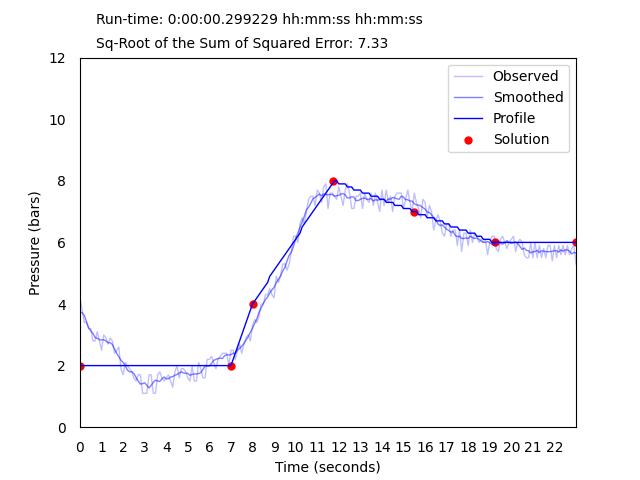 Run-time: 0:00:00.299229 hh:mm:ss hh:mm:ss
Sq-Root of the Sum of Squared Error: 7.33
12
10
8
6
4
2
0
Pressure (bars)
Observed
Smoothed
Profile
Solution
0 1 2 3 4 5 6 7 8 9 10 11 12 13 14 15 16 17 18 19 20 21 22
Time (seconds)